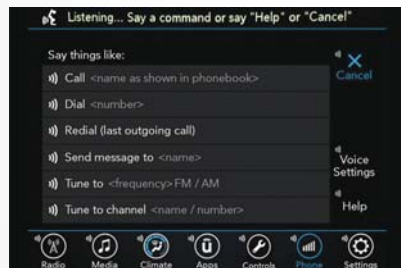 Listening... Say a command or say "Help" or "Cancel"
Say things like:
Call <name as shown in phonebook>
Cancel
Dial <number>
Redial (last outgoing call)
Send message to <name>
Voice
Settings
Tune to <frequency> FM / AM
Tune to channel <name / number>
Help
Radio Media Climate Apps Controls Phone Settings